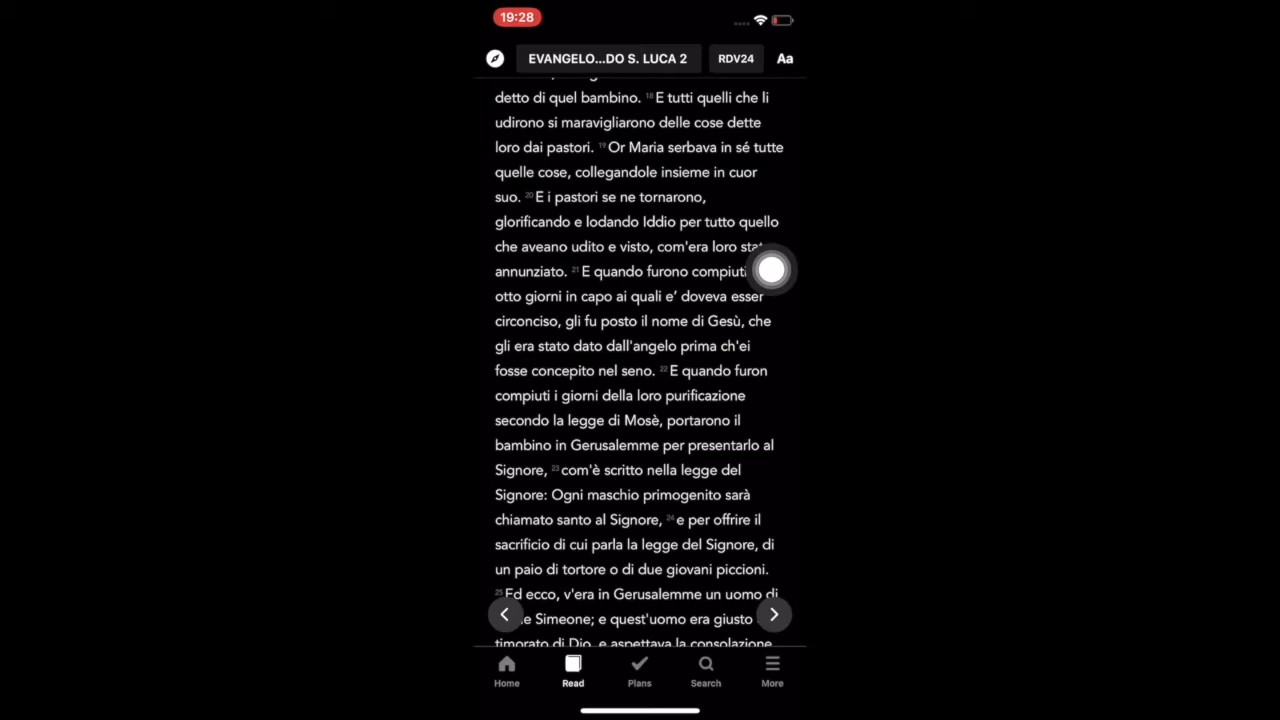 19:28
EVANGELO...DO S. LUCA 2
RDV24
Aa
detto di quel bambino. 18 E tutti quelli che li
udirono si maravigliarono delle cose dette
loro dai pastori. 19 Or Maria serbava in sé tutte
quelle cose, collegandole insieme in cuor
suo. 20 E i pastori se ne tornarono,
glorificando e lodando Iddio per tutto quello
che aveano udito e visto, com'era loro
annunziato. 21 E quando furono compiuti
otto giorni in capo ai quali e' doveva esser
circonciso, gli fu posto il nome di Gesù, che
gli era stato dato dall'angelo prima ch'ei
fosse concepito nel seno. 22 E quando furon
compiuti i giorni della loro purificazione
secondo la legge di Mosè, portarono il
bambino in Gerusalemme per presentarlo al
Signore, 23 com'è scritto nella legge del
Signore: Ogni maschio primogenito sarà
chiamato santo al Signore, 24 e per offrire il
sacrificio di cui parla la legge del Signore, di
un paio di tortore o di due giovani piccioni.
25 Ed ecco, v'era in Gerusalemme un uomo di
Simeone; e quest'uomo era giusto
timorato di Dio, e aspettava la consolazione
Home
Read
Plans
Search
More